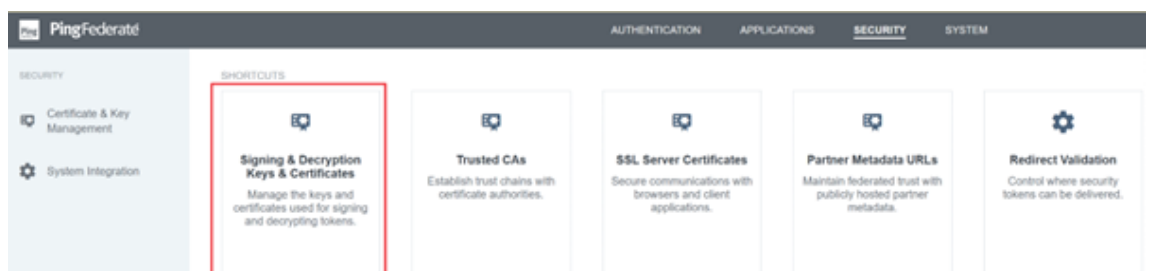 Ping PingFederate AUTHENTICATION APPLICATIONS SECURITY SYSTEM
SECURITY
Certificate & Key
Management
System Integration
SHORTCUTS
Signing & Decryption
Keys & Certificates
Manage the keys and
certificates used for signing
and decrypting tokens.
Trusted CAs
Establish trust chains with
certificate authorities.
SSL Server Certificates
Secure communications with
browsers and client
applications.
Partner Metadata URLs
Maintain federated trust with
publicly hosted partner
metadata.
Redirect Validation
Control where security
tokens can be delivered.